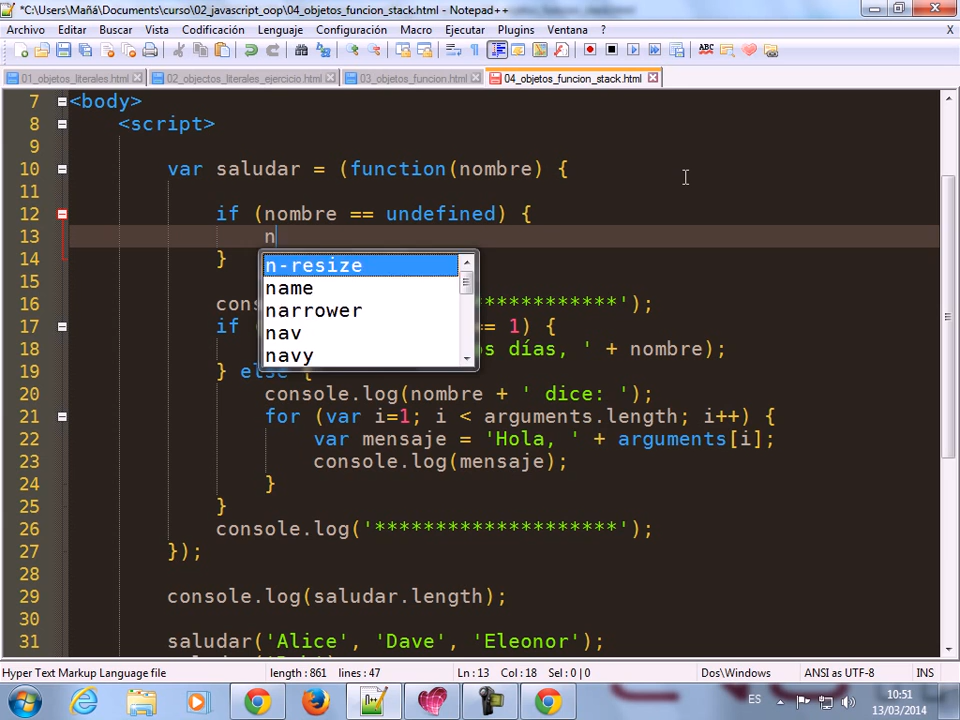 *C:\Users\Mañá\Documents\curso\02_javascript_oop\04_objetos_funcion_stack.html - Notepad++
Archivo Editar Buscar Vista Codificación Lenguaje Configuración Macro Ejecutar Plugins Ventana ? X
01_objetos_literales.html 02_objectos_literales_ejercicio.html 03_objetos_funcion.html 04_objetos_funcion_stack.html
7 <body>
8 <script>
9
10 var saludar = (function(nombre) {
11
12 if (nombre == undefined) {
13 n
14 }
n-resize
name
narrower
nav
navy
15
16 cons ***********');
17 if == 1) {
18 s días, ' + nombre);
19 } else {
20 console.log(nombre + ' dice: ');
21 for (var i=1; i < arguments.length; i++) {
22 var mensaje = 'Hola, ' + arguments[i];
23 console.log(mensaje);
24 }
25 }
26 console.log('********************');
27 });
28
29 console.log(saludar.length);
30
31 saludar('Alice', 'Dave', 'Eleonor');
Hyper Text Markup Language file length : 861 lines : 47 Ln : 13 Col : 18 Sel : 0 | 0 Dos\Windows ANSI as UTF-8 INS
ES 10:51
13/03/2014